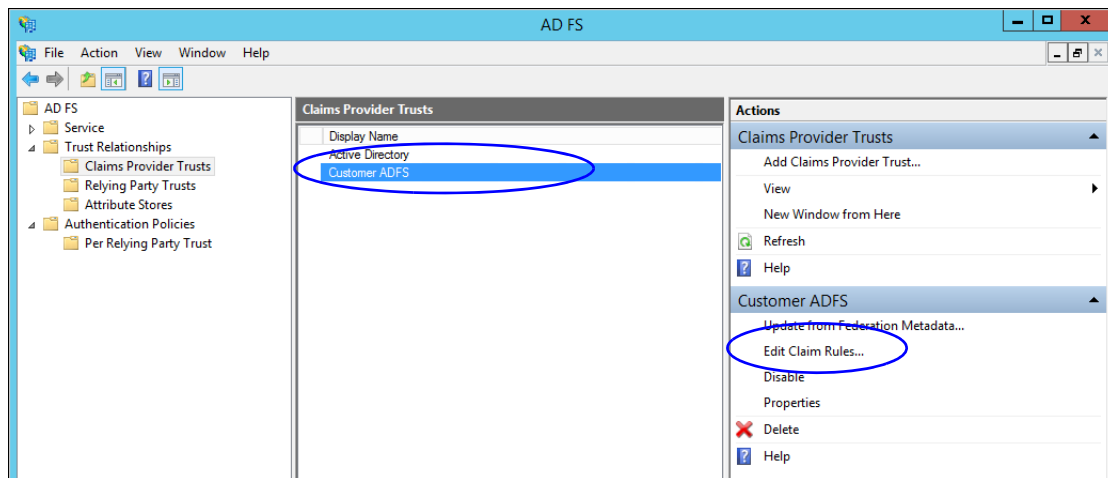 AD FS
File Action View Window Help
AD FS
Service
Trust Relationships
Claims Provider Trusts
Relying Party Trusts
Attribute Stores
Authentication Policies
Per Relying Party Trust
Claims Provider Trusts
Display Name
Active Directory
Customer ADFS
Actions
Claims Provider Trusts
Add Claims Provider Trust...
View
New Window from Here
Refresh
Help
Customer ADFS
Update from Federation Metadata...
Edit Claim Rules...
Disable
Properties
Delete
Help